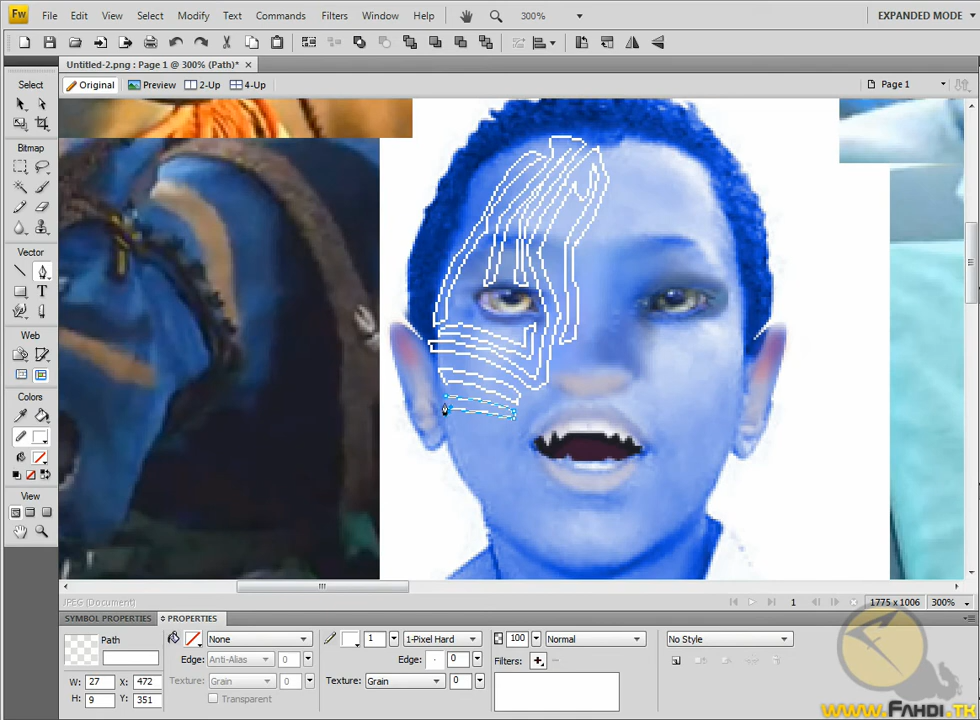 Fw File Edit View Select Modify Text Commands Filters Window Help 300% EXPANDED MODE
Untitled-2.png : Page 1 @ 300% (Path)*
Original Preview 2-Up 4-Up Page 1
Select
Bitmap
Vector
T
Web
Colors
View
JPEG (Document) 1 1775 x 1006 300%
SYMBOL PROPERTIES PROPERTIES
Path None 1 1-Pixel Hard 100 Normal No Style
Edge: Anti-Alias 0 Edge: 0 Filters:
W: 27 X: 472 Texture: Grain 0 Texture: Grain 0
H: 9 Y: 351 Transparent
www.FAHDI.TK